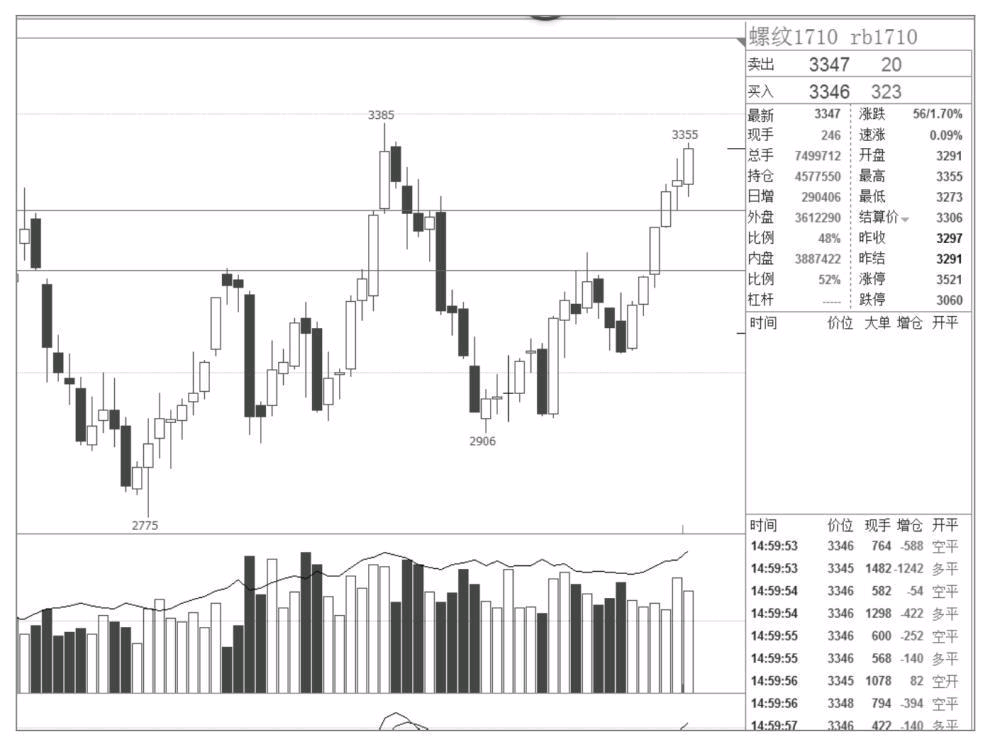 螺纹1710 rb1710
卖出 3347 20
买入 3346 323
最新 3347 涨跌 56/1.70%
现手 246 速涨 0.09%
总手 7499712 开盘 3291
持仓 4577550 最高 3355
日增 290406 最低 3273
外盘 3612290 结算价 3306
比例 48% 昨收 3297
内盘 3887422 昨结 3291
比例 52% 涨停 3521
杠杆 ----- 跌停 3060
时间 价位 大单 增仓 开平
3385
3355
2906
2775
时间 价位 现手 增仓 开平
14:59:53 3346 764 -588 空平
14:59:53 3345 1482 -1242 多平
14:59:54 3346 582 -54 空平
14:59:54 3346 1298 -422 多平
14:59:55 3346 600 -252 空平
14:59:55 3346 568 -140 多平
14:59:56 3345 1078 82 空开
14:59:56 3348 794 -394 空平
14:59:57 3346 422 -140 多平